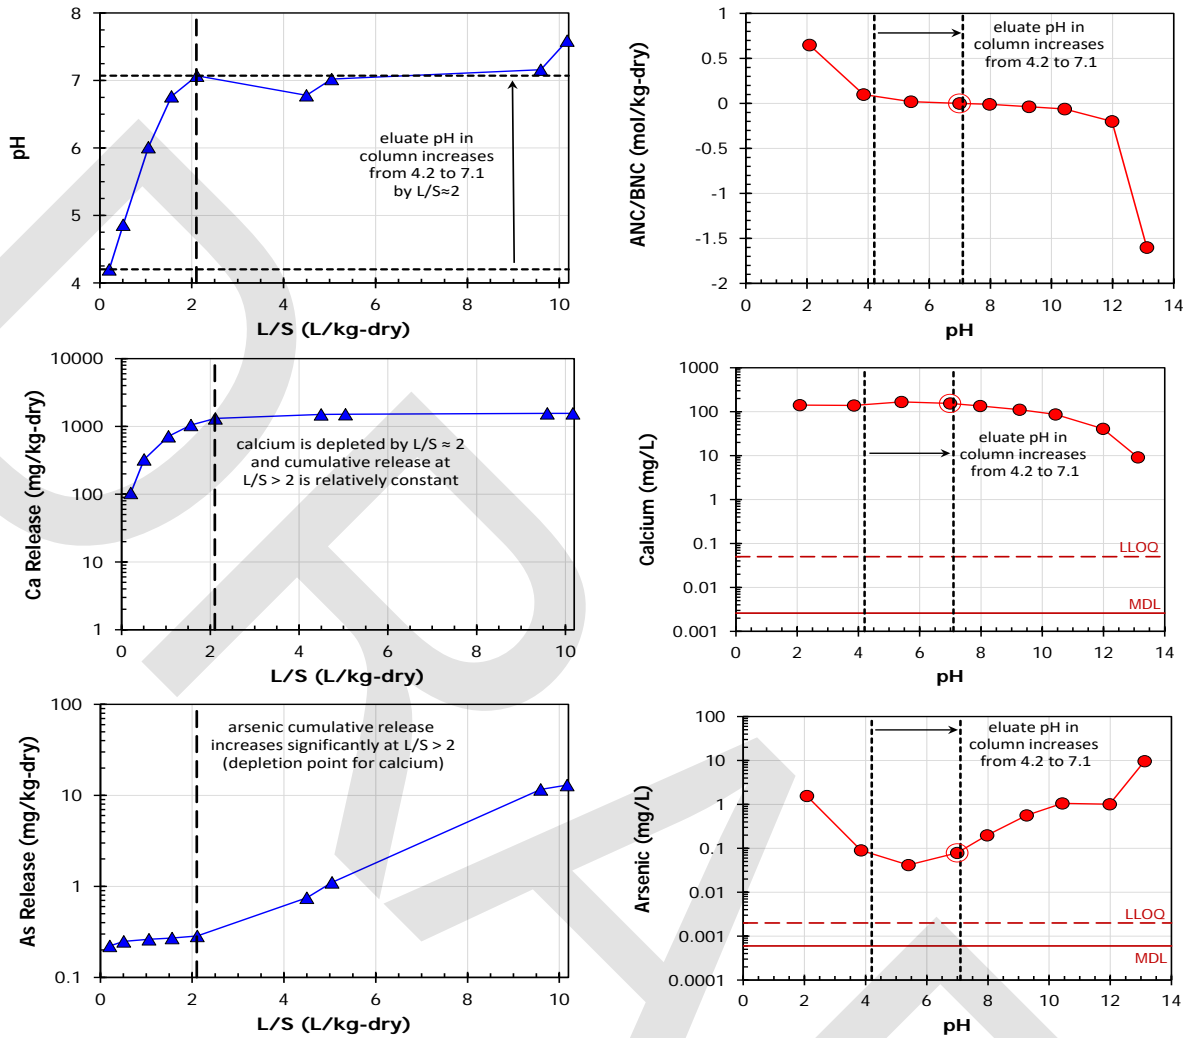 8
7
6
5
4
pH
eluate pH in
column increases
from 4.2 to 7.1
by L/S≈2
0
2
4
6
8
10
L/S (L/kg-dry)
1
0.5
0
-0.5
-1
-1.5
-2
ANC/BNC (mol/kg-dry)
eluate pH in
column increases
from 4.2 to 7.1
0
2
4
6
8
10
12
14
pH
10000
1000
100
10
1
Ca Release (mg/kg-dry)
calcium is depleted by L/S ≈ 2
and cumulative release at
L/S > 2 is relatively constant
0
2
4
6
8
10
L/S (L/kg-dry)
1000
100
10
1
0.1
0.01
0.001
Calcium (mg/L)
eluate pH in
column increases
from 4.2 to 7.1
LLOQ
MDL
0
2
4
6
8
10
12
14
pH
100
10
1
0.1
As Release (mg/kg-dry)
arsenic cumulative release
increases significantly at L/S > 2
(depletion point for calcium)
0
2
4
6
8
10
L/S (L/kg-dry)
100
10
1
0.1
0.01
0.001
0.0001
Arsenic (mg/L)
eluate pH in
column increases
from 4.2 to 7.1
LLOQ
MDL
0
2
4
6
8
10
12
14
pH